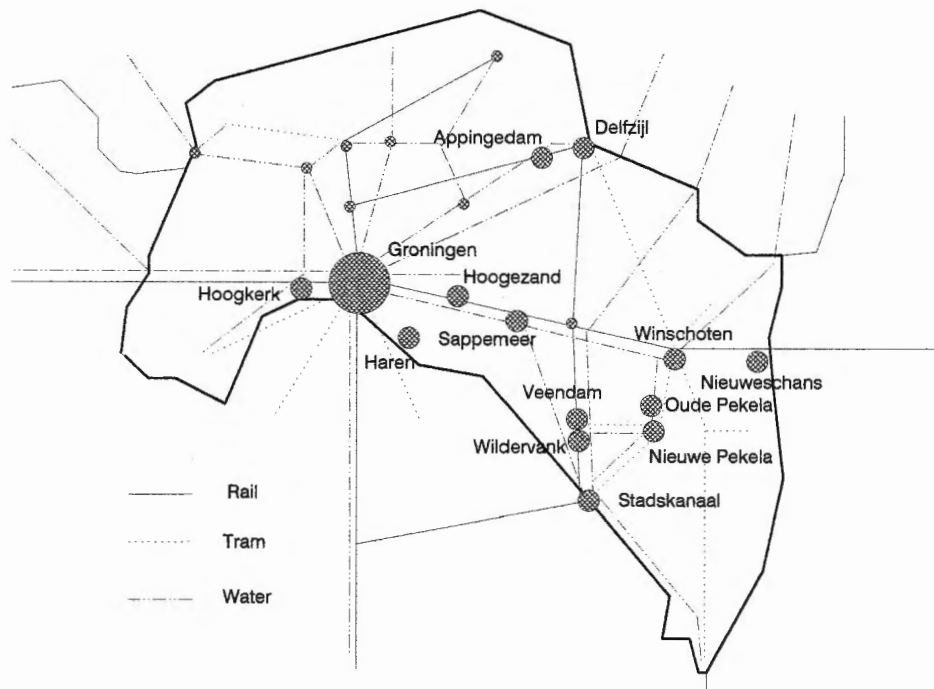 Appingedam
Delfzijl
Groningen
Hoogezand
Hoogkerk
Sappemeer
Winschoten
Haren
Nieuweschans
Veendam
Oude Pekela
Wildervank
Nieuwe Pekela
Stadskanaal
Rail
Tram
Water